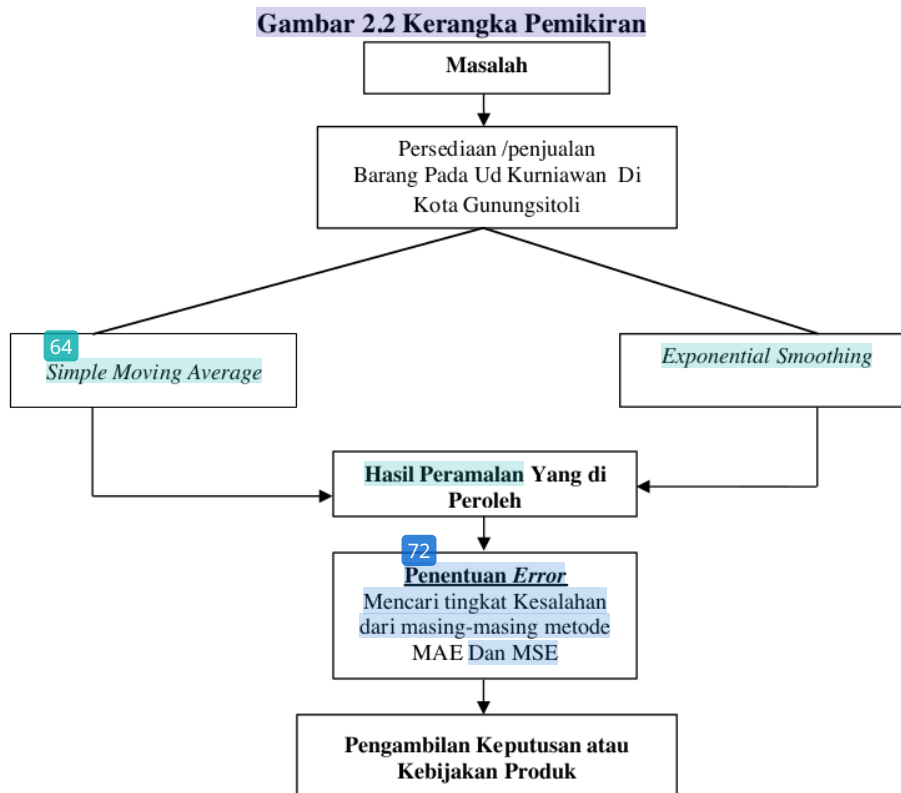 Gambar 2.2 Kerangka Pemikiran
Masalah
Persediaan /penjualan
Barang Pada Ud Kurniawan Di
Kota Gunungsitoli
64
Simple Moving Average
Exponential Smoothing
Hasil Peramalan Yang di
Peroleh
72
Penentuan Error
Mencari tingkat Kesalahan
dari masing-masing metode
MAE Dan MSE
Pengambilan Keputusan atau
Kebijakan Produk